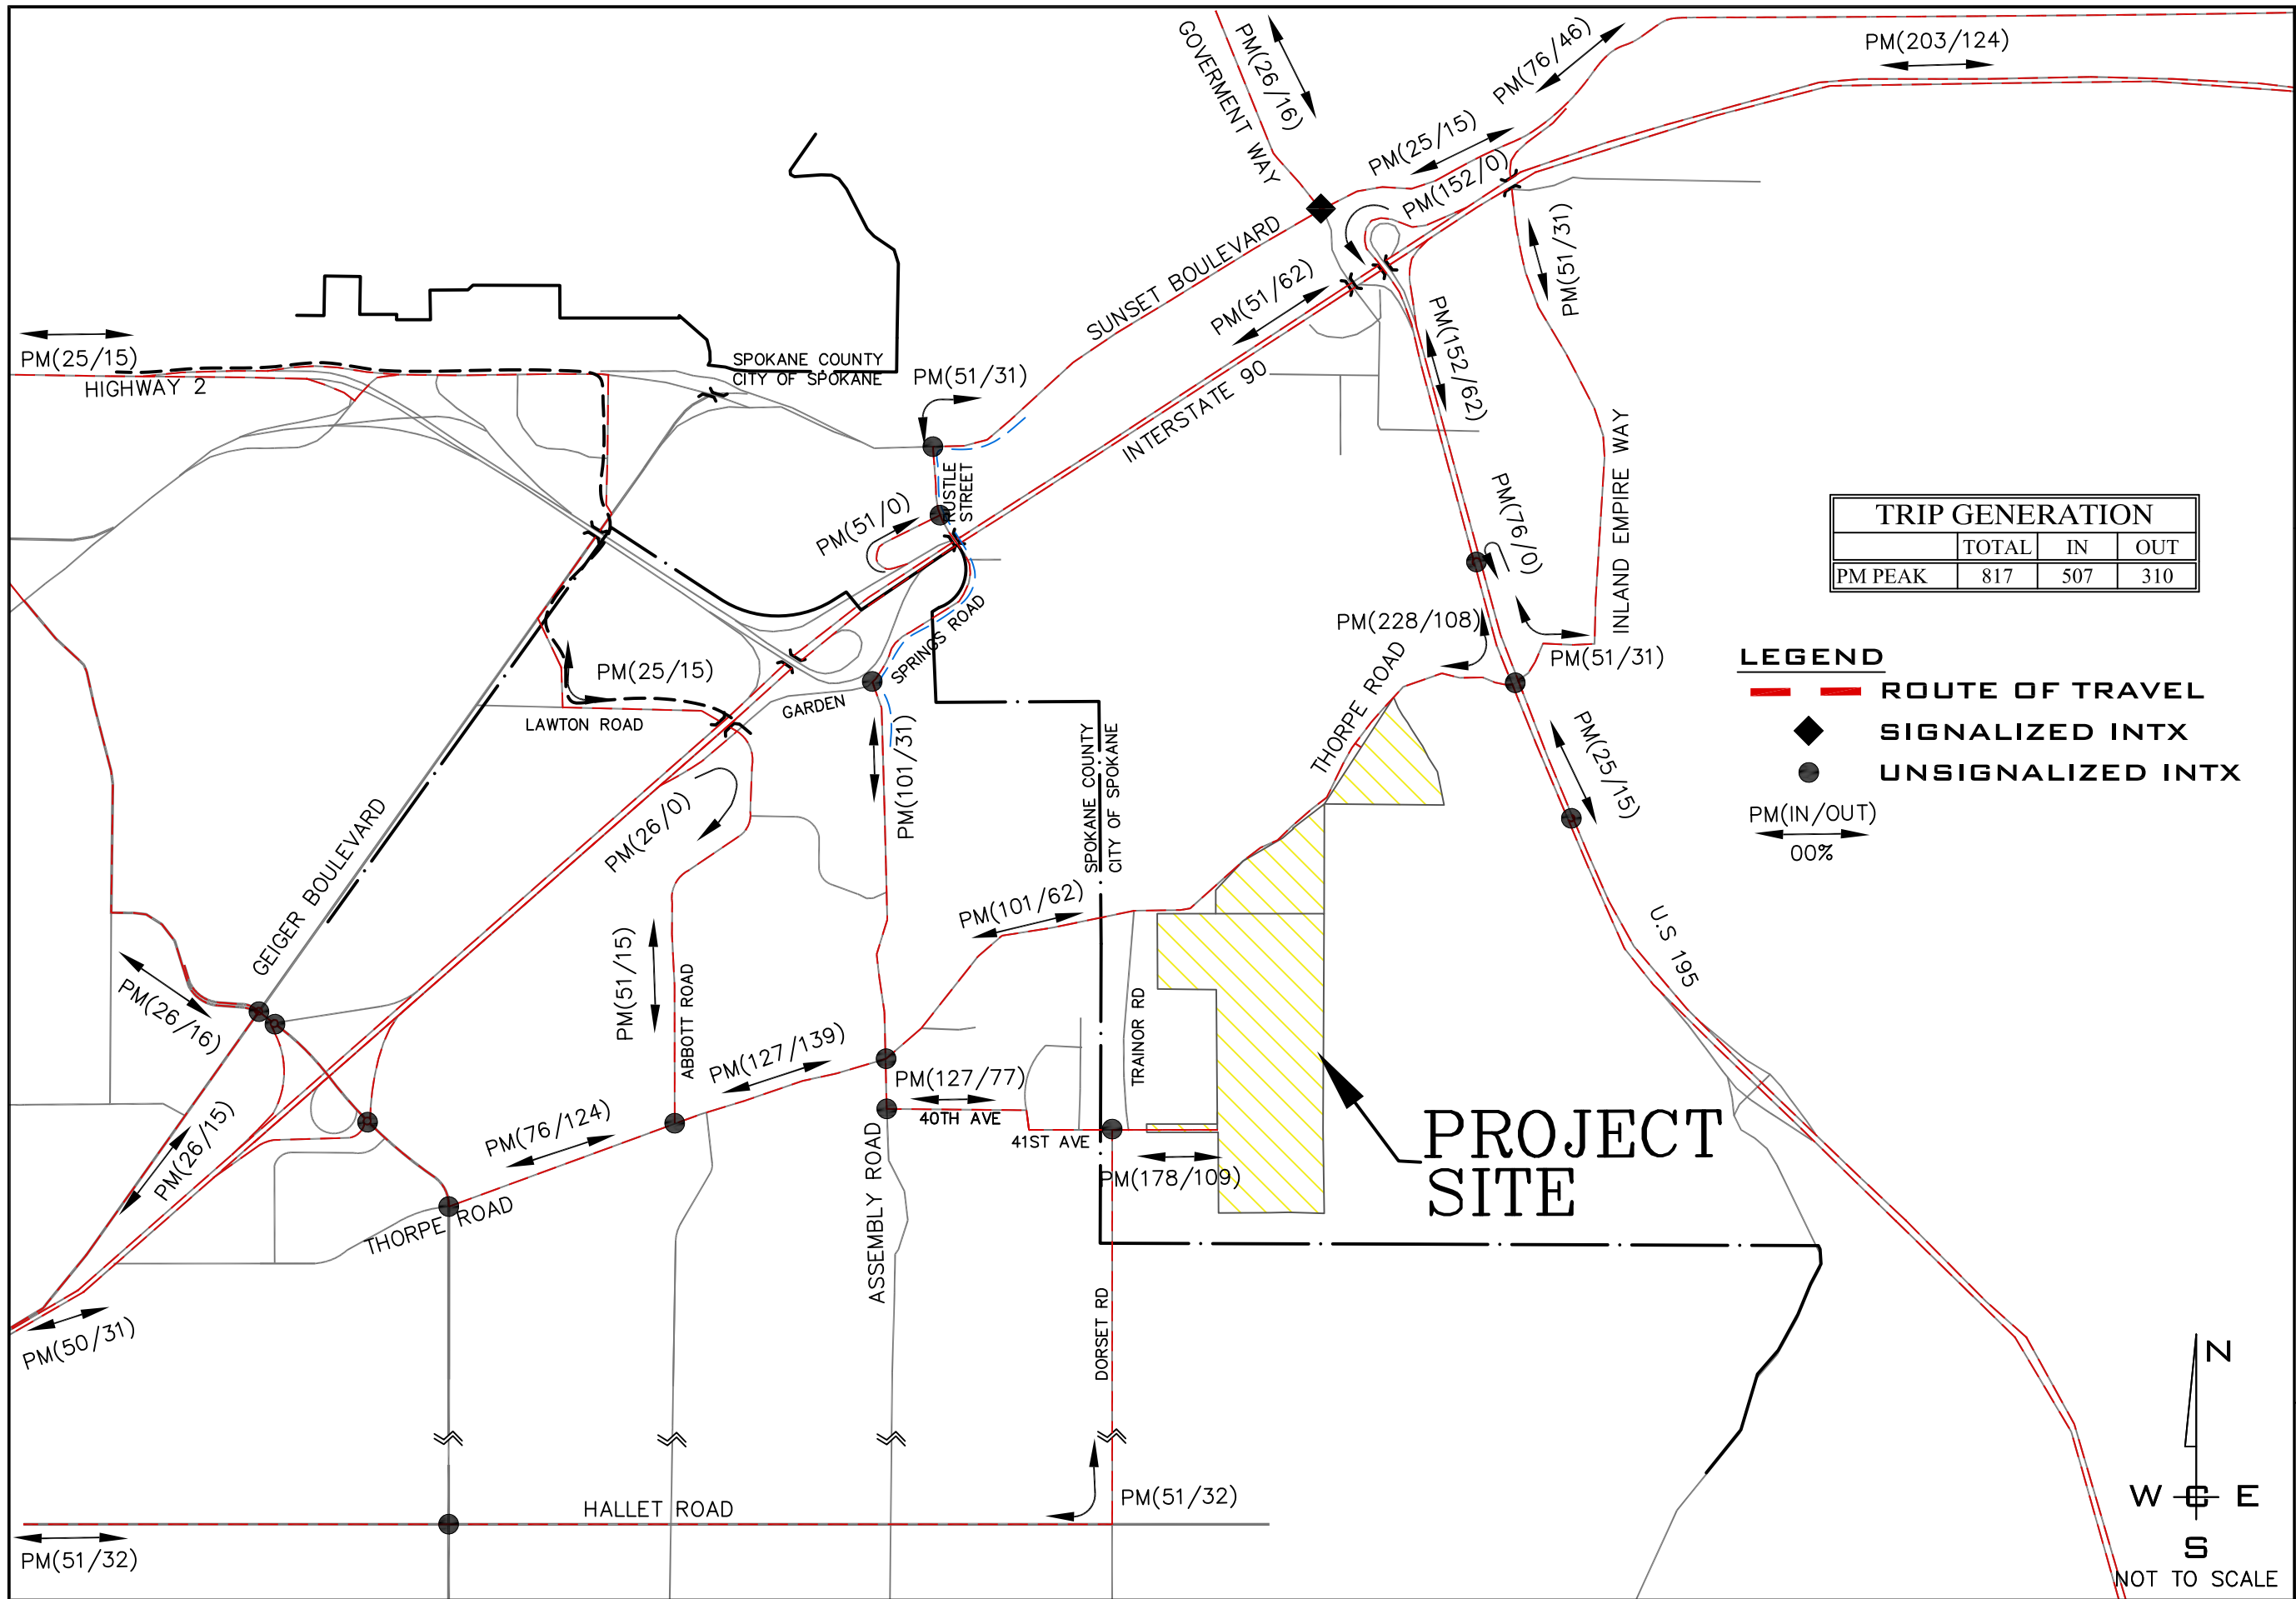 GOVERMENT WAY
PM(26/16)
PM(76/46)
PM(203/124)
PM(25/15)
PM(152/0)
SUNSET BOULEVARD
PM(51/31)
PM(51/62)
PM(152/62)
PM(25/15)
HIGHWAY 2
SPOKANE COUNTY
CITY OF SPOKANE
PM(51/31)
INTERSTATE 90
INLAND EMPIRE WAY
RUSTLE
STREET
PM(51/0)
PM(76/0)
TRIP GENERATION
TOTAL IN OUT
PM PEAK 817 507 310
PM(228/108)
PM(51/31)
LEGEND
ROUTE OF TRAVEL
SIGNALIZED INTX
UNSIGNALIZED INTX
PM(IN/OUT)
00%
PM(25/15)
LAWTON ROAD
GARDEN
SPRINGS ROAD
PM(101/31)
SPOKANE COUNTY
CITY OF SPOKANE
THORPE ROAD
PM(25/15)
PM(26/0)
GEIGER BOULEVARD
PM(101/62)
U.S 195
PM(26/16)
PM(51/15)
ABBOTT ROAD
TRAINOR RD
PM(127/139)
PM(127/77)
40TH AVE
41ST AVE
PM(76/124)
PM(26/15)
PM(178/109)
PROJECT
SITE
THORPE ROAD
ASSEMBLY ROAD
DORSET RD
PM(50/31)
HALLET ROAD
PM(51/32)
PM(51/32)
N
W E
S
NOT TO SCALE